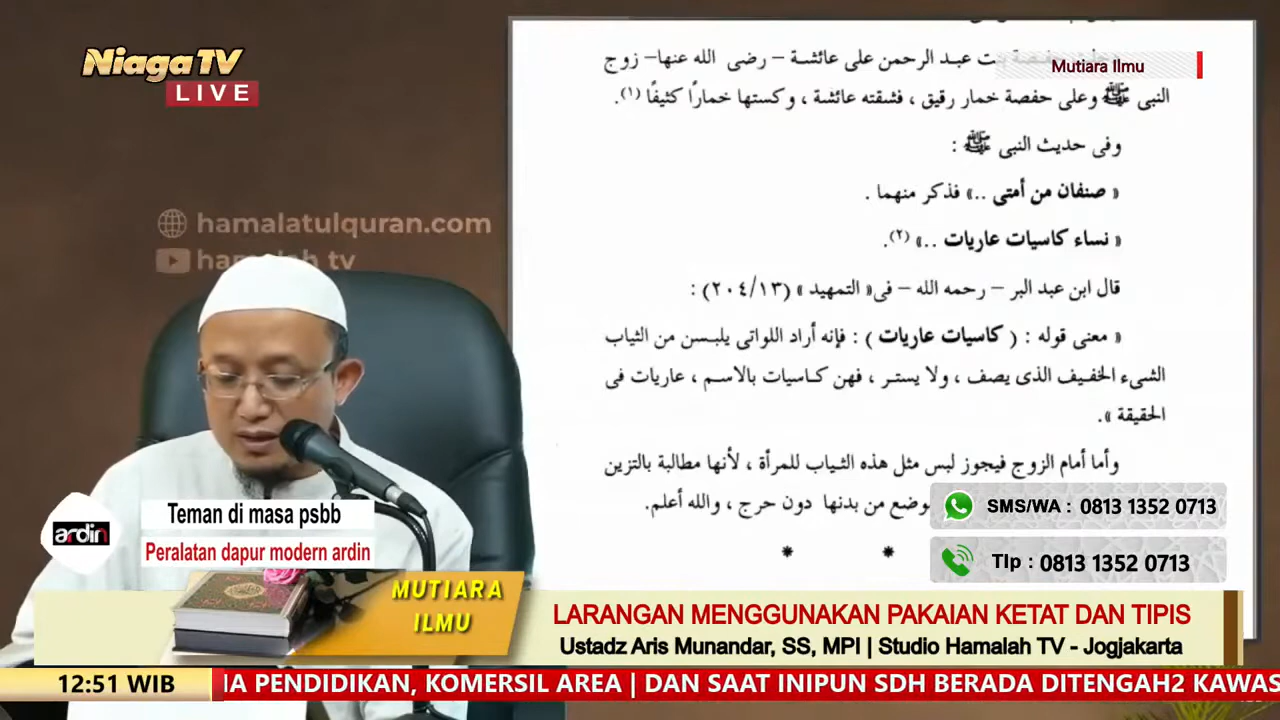 Niaga TV
LIVE
hamalatulquran.com
Mutiara Ilmu
بنت عبد الرحمن على عائشة – رضى الله عنها– زوج
النبى ﷺ وعلى حفصة خمار رقيق ، فشقته عائشة ، وكستها خمارًا كثيفًا (١).
وفى حديث النبى ﷺ :
« صنفان من أمتى ..» فذكر منهما .
« نساء كاسيات عاريات ..» (٢).
قال ابن عبد البر – رحمه الله – فى« التمهيد » (٢٠٤/١٣) :
« معنى قوله : ( كاسيات عاريات ) : فإنه أراد اللواتى يلبسن من الثياب
الشىء الخفيف الذى يصف ، ولا يستر ، فهن كاسيات بالاسم ، عاريات فى
الحقيقة ».
وأما أمام الزوج فيجوز لبس مثل هذه الثياب للمرأة ، لأنها مطالبة بالتزين
من بدنها دون حرج ، والله أعلم.
* *
SMS/WA : 0813 1352 0713
Tlp : 0813 1352 0713
ardin
Teman di masa psbb
Peralatan dapur modern ardin
MUTIARA
ILMU
LARANGAN MENGGUNAKAN PAKAIAN KETAT DAN TIPIS
Ustadz Aris Munandar, SS, MPI | Studio Hamalah TV - Jogjakarta
12:51 WIB
IA PENDIDIKAN, KOMERSIL AREA | DAN SAAT INIPUN SDH BERADA DITENGAH2 KAWAS